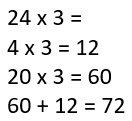 24 x 3 =
4 x 3 = 12
20 x 3 = 60
60 + 12 = 72